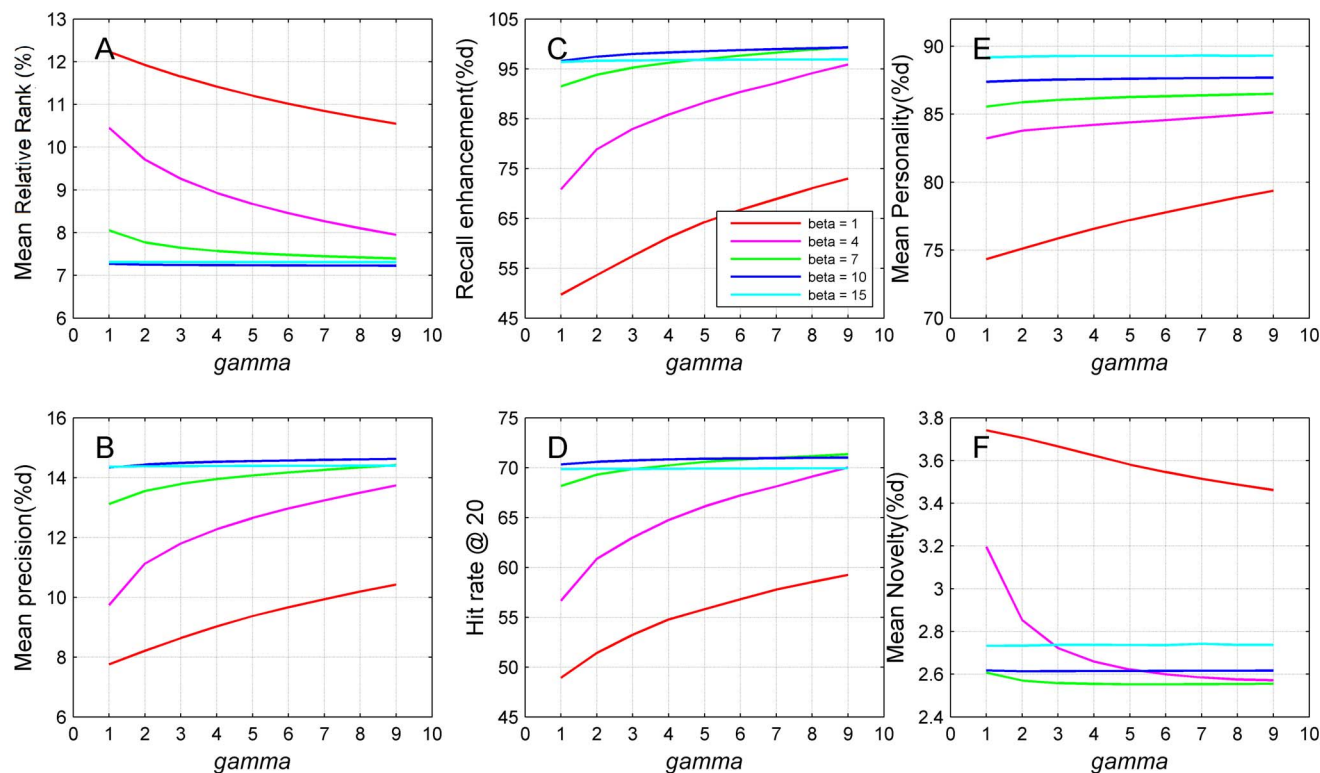 A
Mean Relative Rank (%)
13
12
11
10
9
8
7
6
0 1 2 3 4 5 6 7 8 9 10
gamma
C
Recall enhancement(%d)
105
95
85
75
65
55
45
beta = 1
beta = 4
beta = 7
beta = 10
beta = 15
0 1 2 3 4 5 6 7 8 9 10
gamma
E
Mean Personality(%d)
90
85
80
75
70
0 1 2 3 4 5 6 7 8 9 10
gamma
B
Mean precision(%d)
16
14
12
10
8
6
0 1 2 3 4 5 6 7 8 9 10
gamma
D
Hit rate @ 20
75
70
65
60
55
50
45
0 1 2 3 4 5 6 7 8 9 10
gamma
F
Mean Novelty(%d)
3.8
3.6
3.4
3.2
3
2.8
2.6
2.4
0 1 2 3 4 5 6 7 8 9 10
gamma